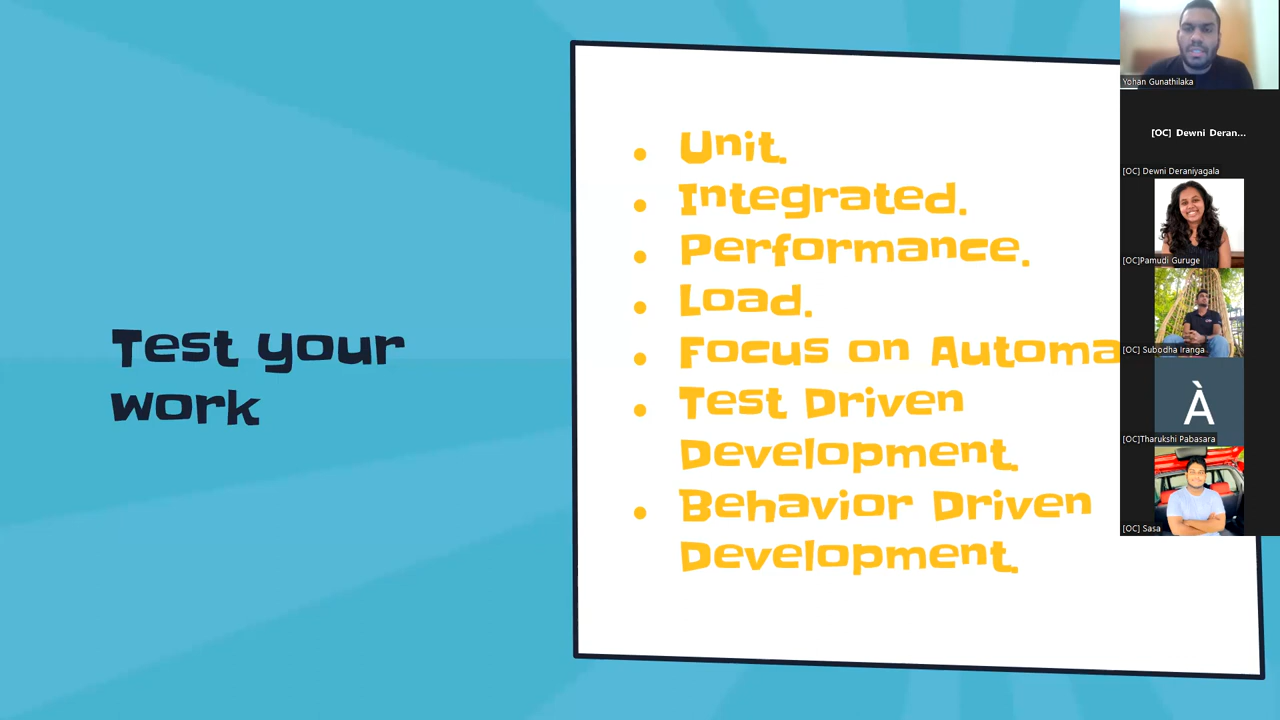 Test your
work
Unit.
Integrated.
Performance.
Load.
Focus on Automa
Test Driven
Development.
Behavior Driven
Development.
Yohan Gunathilaka
[OC] Dewni Deran...
[OC] Dewni Deraniyagala
[OC]Pamudi Guruge
[OC] Subodha Iranga
À
[OC]Tharukshi Pabasara
[OC] Sasa